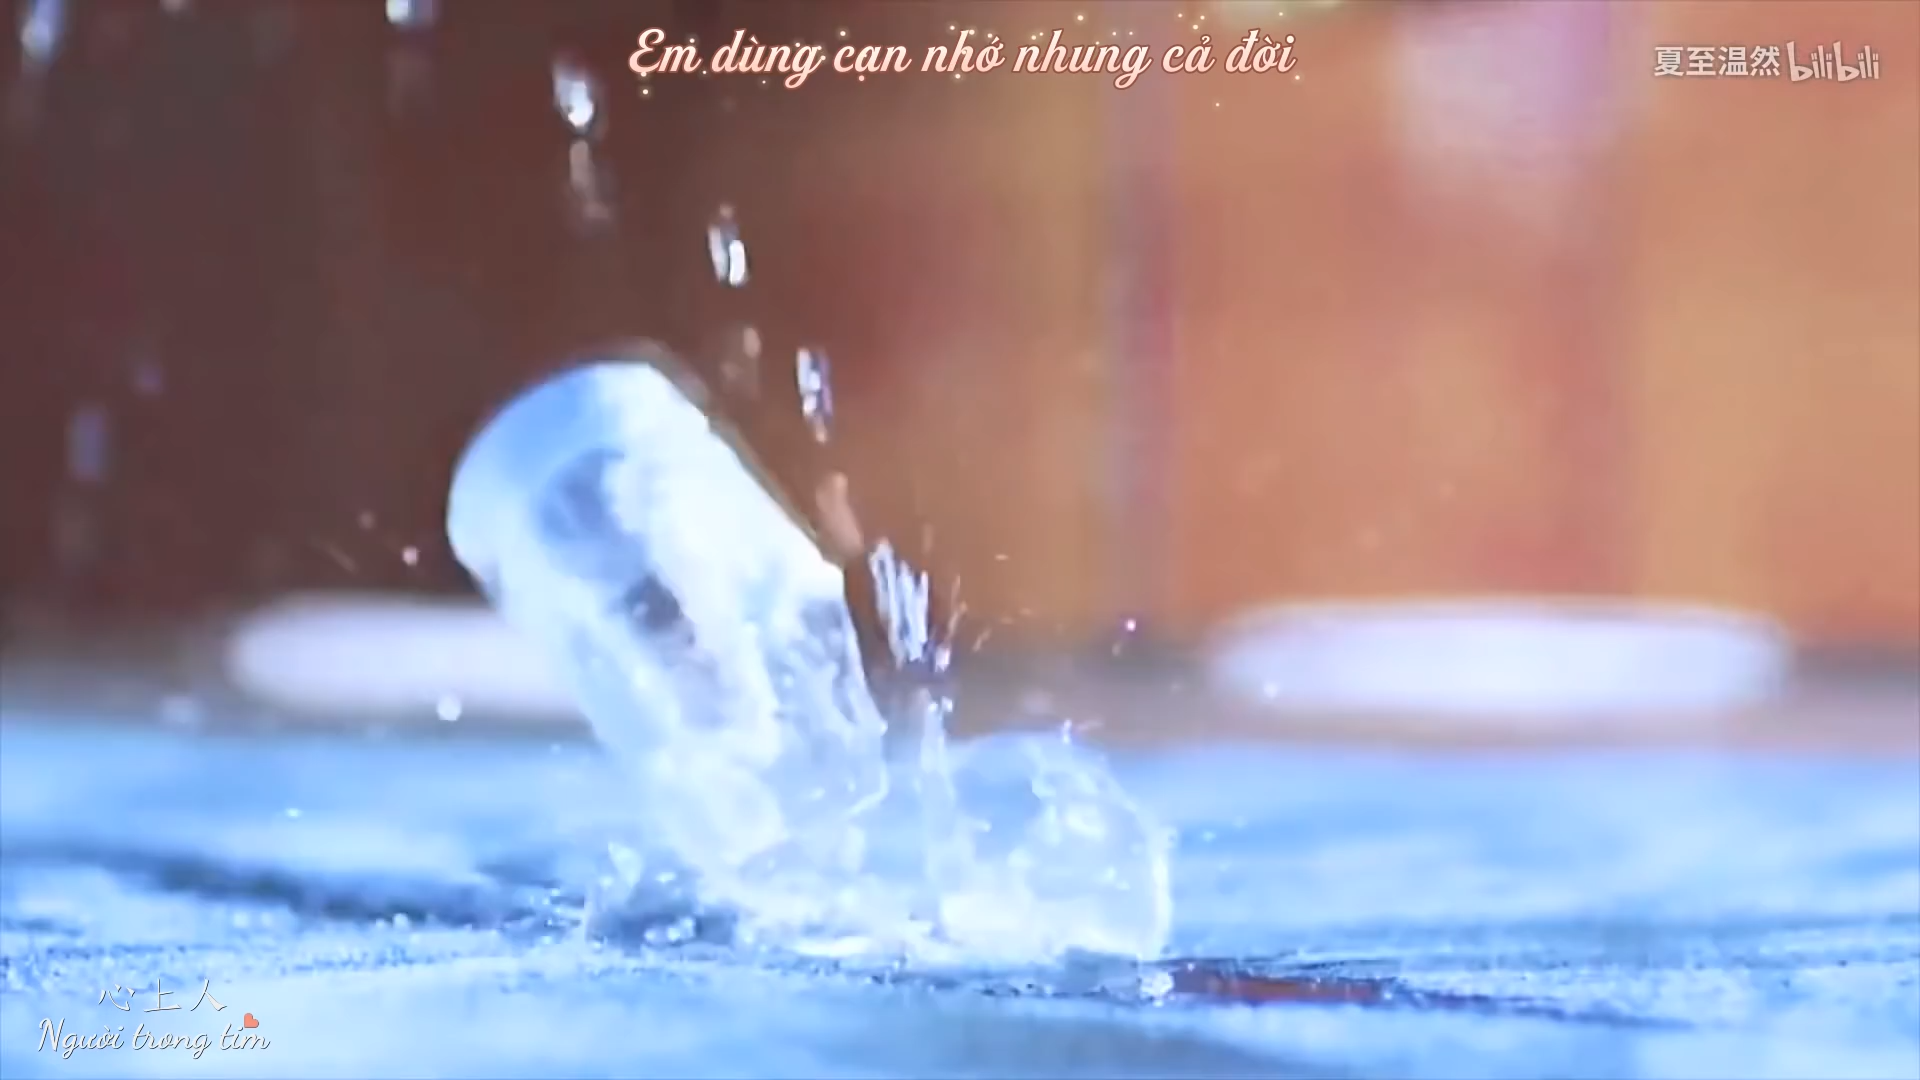 Em dùng cạn nhớ nhung cả đời
夏至温然 bilibili
心上人
Người trong tim